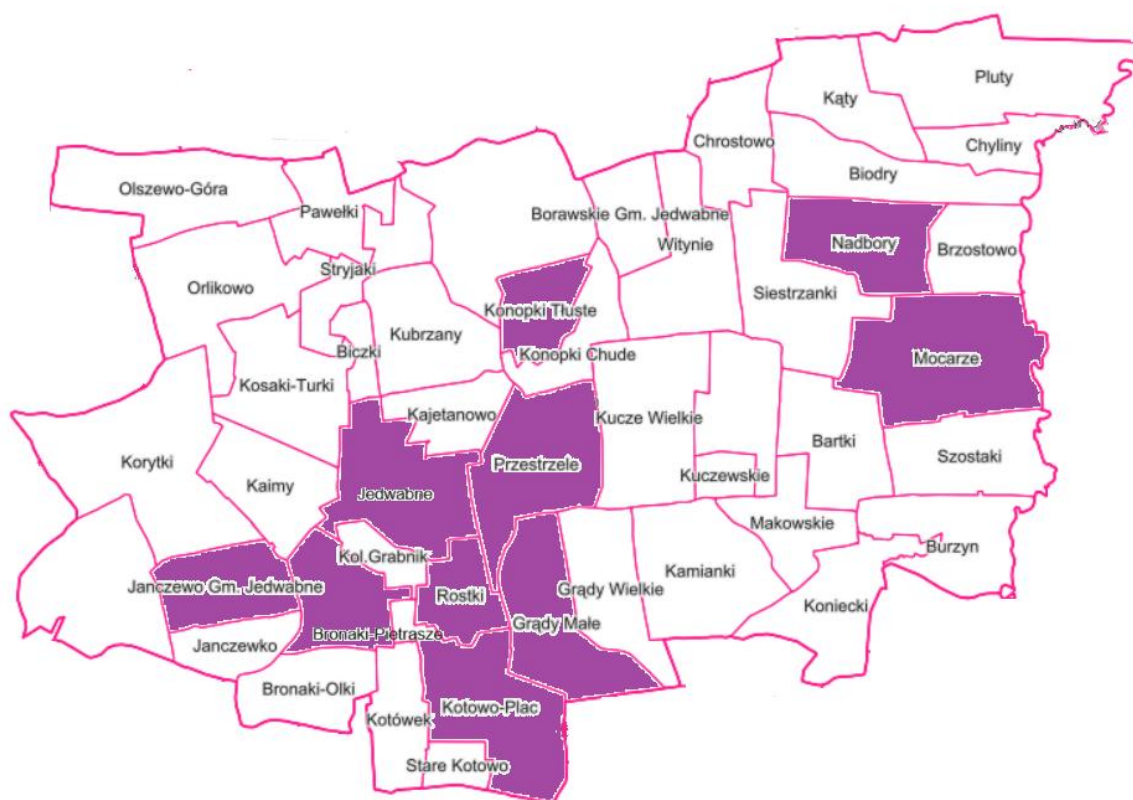 Pluty
Kąty
Chrostowo
Chyliny
Biodry
Olszewo-Góra
Pawełki
Borawskie Gm. Jedwabne
Witynie
Nadbory
Brzostowo
Stryjaki
Orlikowo
Siestrzanki
Konopki Tłuste
Kubrzany
Biczki
Konopki Chude
Mocarze
Kosaki-Turki
Kajetanowo
Kucze Wielkie
Bartki
Szostaki
Korytki
Przestrzele
Kuczewskie
Kaimy
Jedwabne
Makowskie
Kol.Grabnik
Burzyn
Janczewo Gm. Jedwabne
Rostki
Grądy Wielkie
Kamianki
Koniecki
Grądy Małe
Bronaki-Pietrasze
Janczewko
Bronaki-Olki
Kotowo-Plac
Kotówek
Stare Kotowo